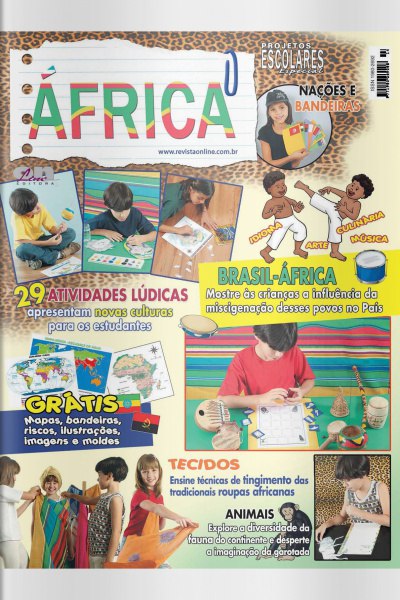 PROJETOS
ESCOLARES
Especial
ÁFRICA
www.revistaonline.com.br
NAÇÕES E
BANDEIRAS
EDITORA
IDIOMA
ARTE
CULINÁRIA
MÚSICA
BRASIL-ÁFRICA
Mostre às crianças a influência da
miscigenação desses povos no País
29 ATIVIDADES LÚDICAS
apresentam novas culturas
para os estudantes
GRÁTIS
Mapas, bandeiras,
riscos, ilustrações,
imagens e moldes
TECIDOS
Ensine técnicas de tingimento das
tradicionais roupas africanas
ANIMAIS
Explore a diversidade da
fauna do continente e desperte
a imaginação da garotada